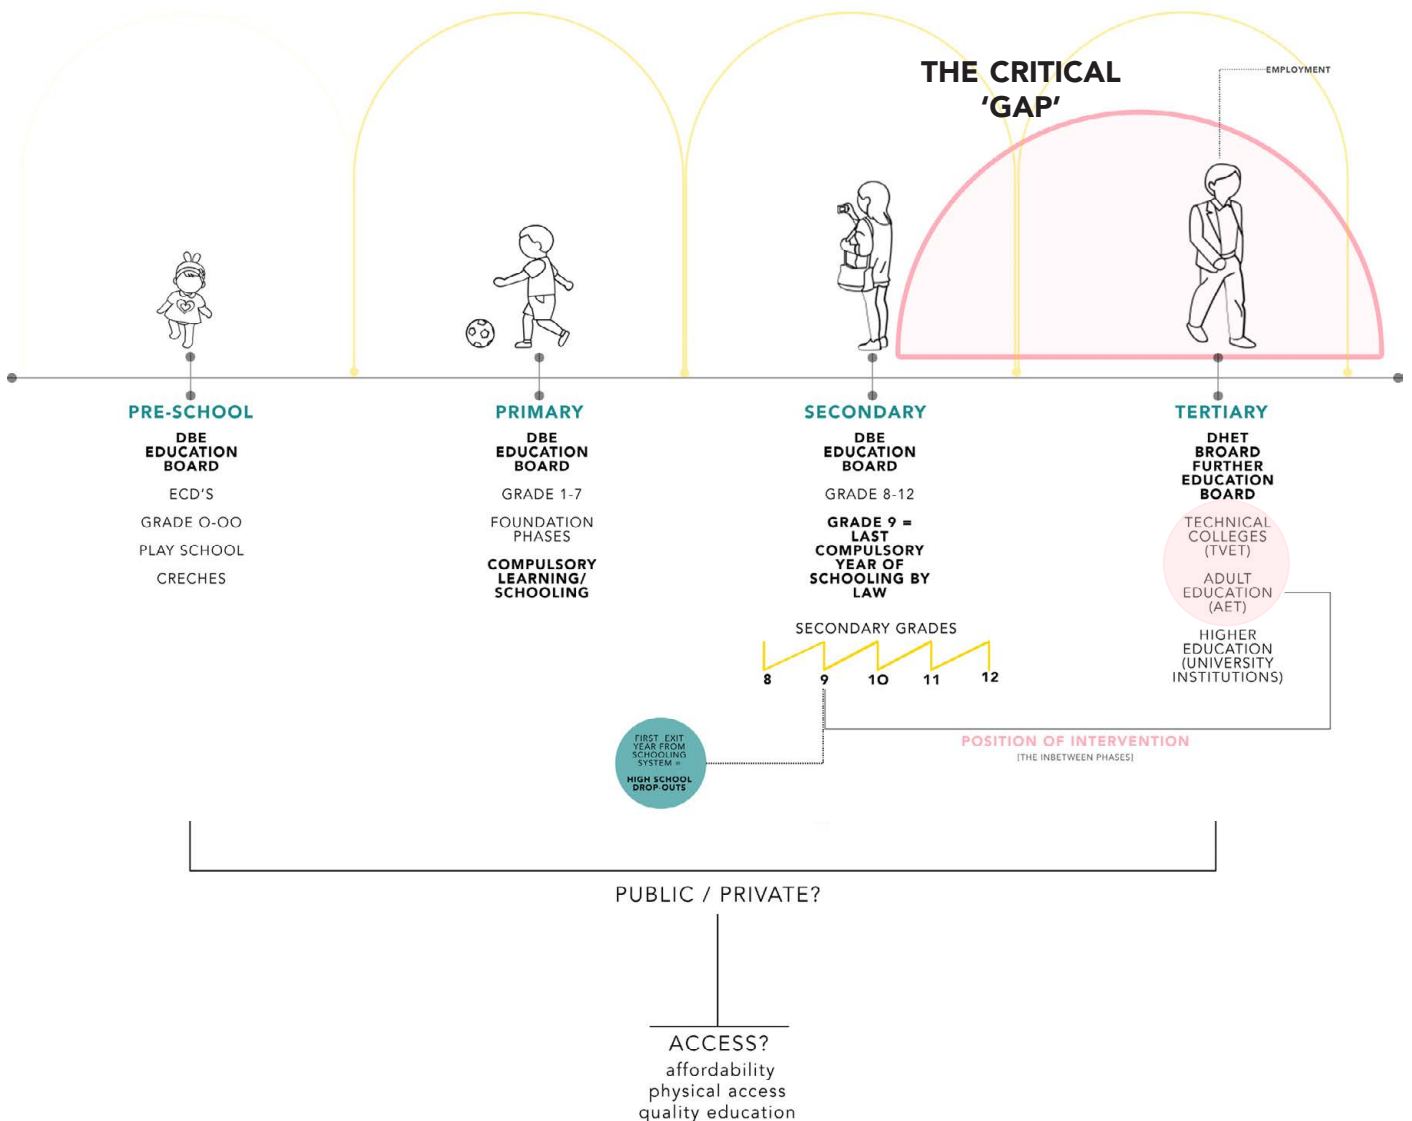 THE CRITICAL
‘GAP’
EMPLOYMENT
PRE-SCHOOL
DBE
EDUCATION
BOARD
ECD'S
GRADE O-OO
PLAY SCHOOL
CRECHES
PRIMARY
DBE
EDUCATION
BOARD
GRADE 1-7
FOUNDATION
PHASES
COMPULSORY
LEARNING/
SCHOOLING
SECONDARY
DBE
EDUCATION
BOARD
GRADE 8-12
GRADE 9 =
LAST
COMPULSORY
YEAR OF
SCHOOLING BY
LAW
SECONDARY GRADES
8 9 10 11 12
TERTIARY
DHET
BROARD
FURTHER
EDUCATION
BOARD
TECHNICAL
COLLEGES
(TVET)
ADULT
EDUCATION
(AET)
HIGHER
EDUCATION
(UNIVERSITY
INSTITUTIONS)
FIRST EXIT
YEAR FROM
SCHOOLING
SYSTEM =
HIGH SCHOOL
DROP-OUTS
POSITION OF INTERVENTION
[THE INBETWEEN PHASES]
PUBLIC / PRIVATE?
ACCESS?
affordability
physical access
quality education